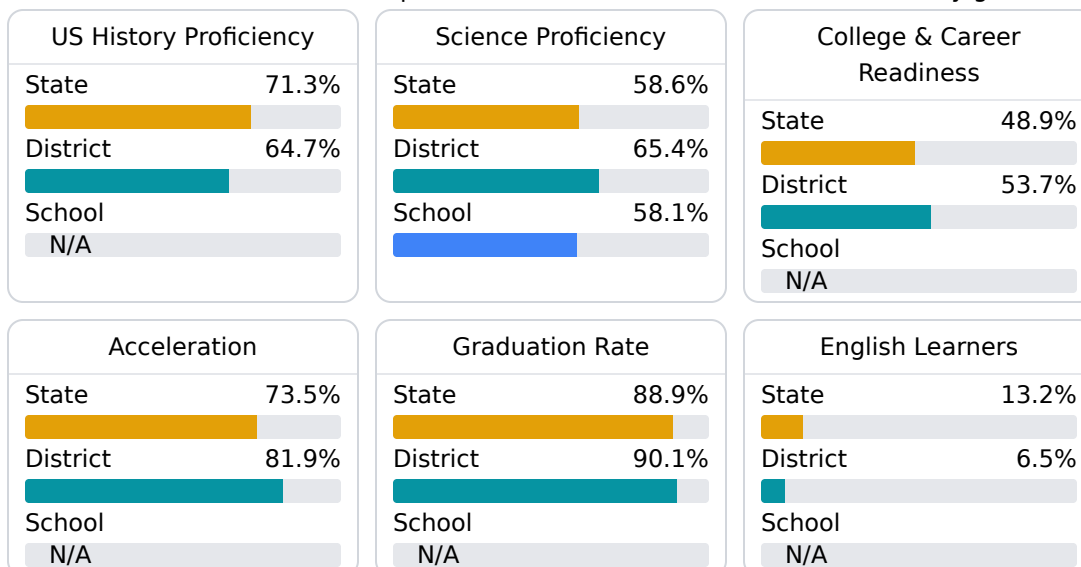 US History Proficiency
State 71.3%
District 64.7%
School
N/A
Science Proficiency
State 58.6%
District 65.4%
School 58.1%
College & Career
Readiness
State 48.9%
District 53.7%
School
N/A
Acceleration
State 73.5%
District 81.9%
School
N/A
Graduation Rate
State 88.9%
District 90.1%
School
N/A
English Learners
State 13.2%
District 6.5%
School
N/A